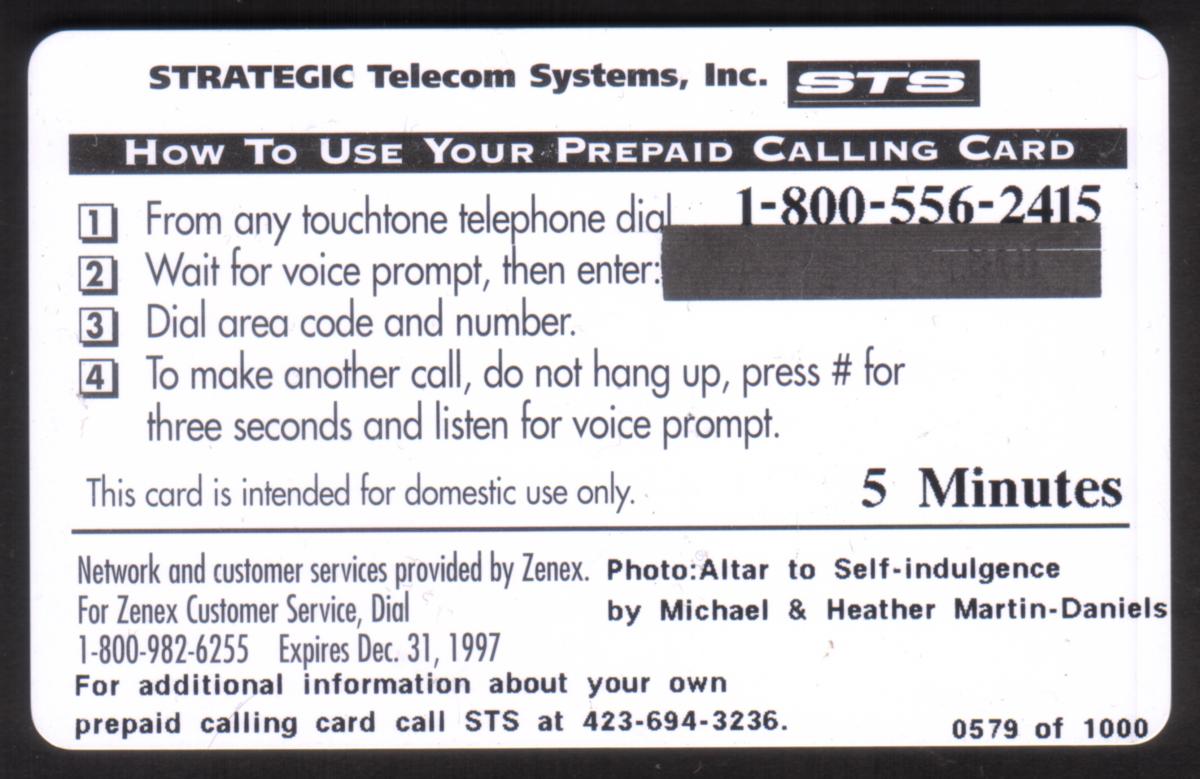 STRATEGIC Telecom Systems, Inc. STS
HOW TO USE YOUR PREPAID CALLING CARD
1 From any touchtone telephone dial 1-800-556-2415
2 Wait for voice prompt, then enter:
3 Dial area code and number.
4 To make another call, do not hang up, press # for
three seconds and listen for voice prompt.
This card is intended for domestic use only. 5 Minutes
Network and customer services provided by Zenex. Photo:Altar to Self-indulgence
For Zenex Customer Service, Dial by Michael & Heather Martin-Daniels
1-800-982-6255 Expires Dec. 31, 1997
For additional information about your own
prepaid calling card call STS at 423-694-3236.
0579 of 1000